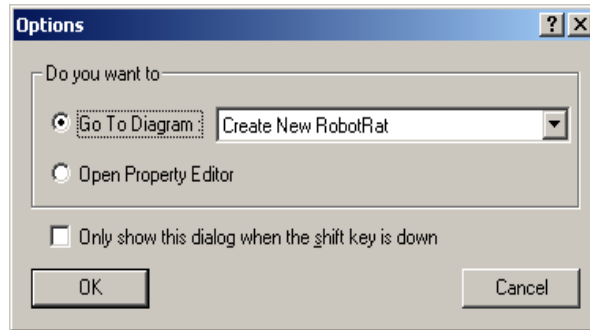 Options
Do you want to
Go To Diagram : Create New RobotRat
Open Property Editor
Only show this dialog when the shift key is down
OK Cancel